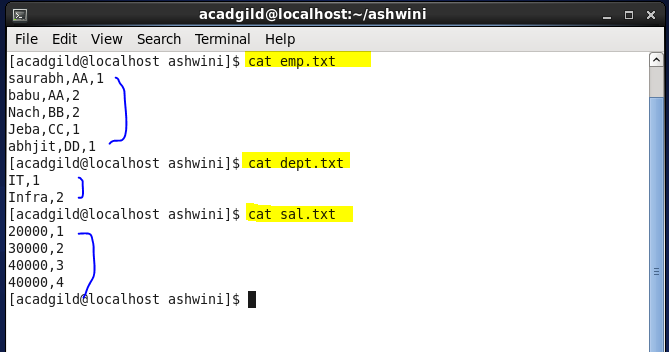 acadgild@localhost:~/ashwini
File Edit View Search Terminal Help
[acadgild@localhost ashwini]$ cat emp.txt
saurabh,AA,1
babu,AA,2
Nach,BB,2
Jeba,CC,1
abhjit,DD,1
[acadgild@localhost ashwini]$ cat dept.txt
IT,1
Infra,2
[acadgild@localhost ashwini]$ cat sal.txt
20000,1
30000,2
40000,3
40000,4
[acadgild@localhost ashwini]$